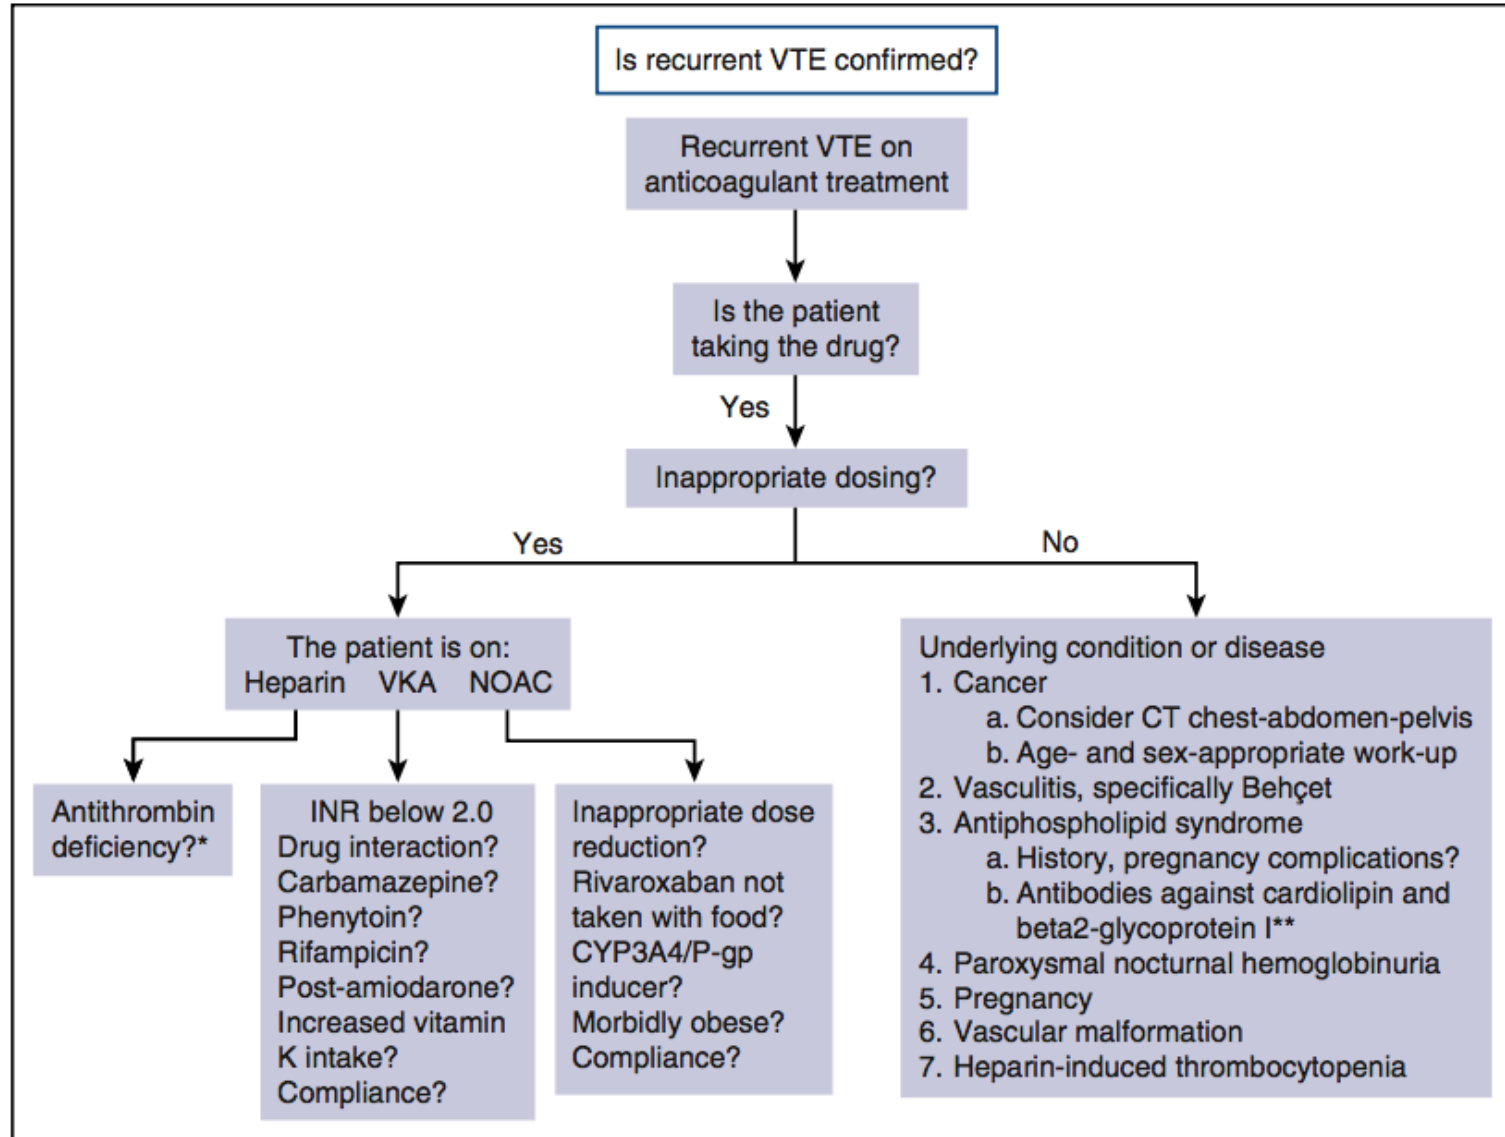 Is recurrent VTE confirmed?
Recurrent VTE on
anticoagulant treatment
Is the patient
taking the drug?
Yes
Inappropriate dosing?
Yes
No
The patient is on:
Heparin VKA NOAC
Antithrombin
deficiency?*
INR below 2.0
Drug interaction?
Carbamazepine?
Phenytoin?
Rifampicin?
Post-amiodarone?
Increased vitamin
K intake?
Compliance?
Inappropriate dose
reduction?
Rivaroxaban not
taken with food?
CYP3A4/P-gp
inducer?
Morbidly obese?
Compliance?
Underlying condition or disease
1. Cancer
a. Consider CT chest-abdomen-pelvis
b. Age- and sex-appropriate work-up
2. Vasculitis, specifically Behçet
3. Antiphospholipid syndrome
a. History, pregnancy complications?
b. Antibodies against cardiolipin and
beta2-glycoprotein I**
4. Paroxysmal nocturnal hemoglobinuria
5. Pregnancy
6. Vascular malformation
7. Heparin-induced thrombocytopenia